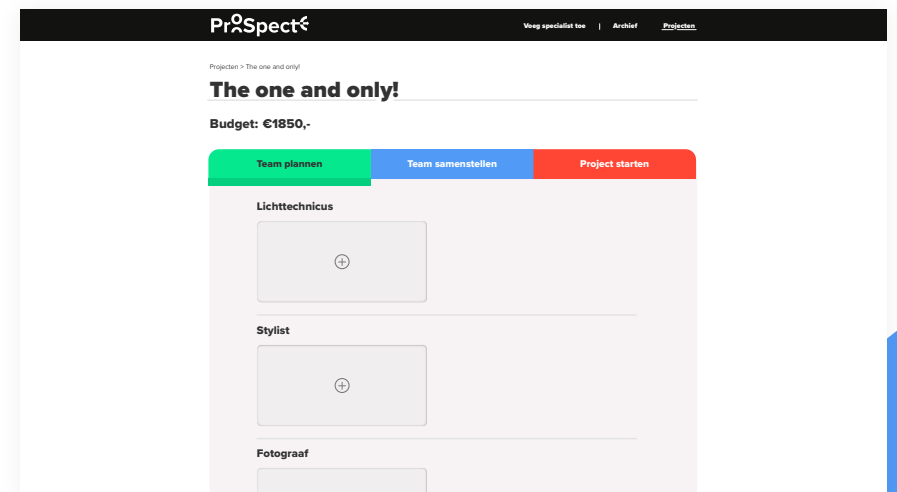 ProSpect
Voeg specialist toe | Archief Projecten
Projecten > The one and only!
The one and only!
Budget: €1850,-
Team plannen Team samenstellen Project starten
Lichttechnicus
Stylist
Fotograaf